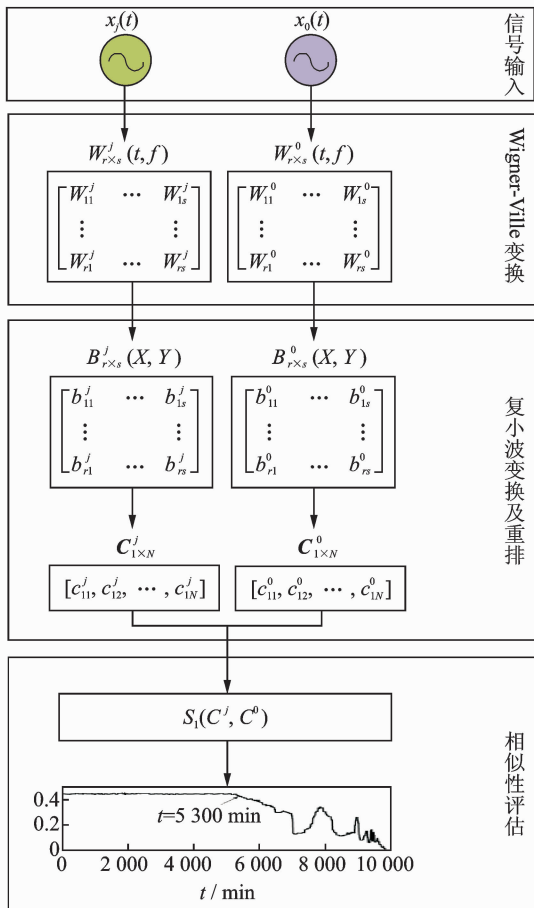 x_j(t) x_0(t)
信号输入
W^j_{r×s}(t, f) W^0_{r×s}(t, f)
W^j_{11} … W^j_{1s} W^0_{11} … W^0_{1s}
⋮ ⋮ ⋮ ⋮
W^j_{r1} … W^j_{rs} W^0_{r1} … W^0_{rs}
Wigner-Ville 变换
B^j_{r×s}(X, Y) B^0_{r×s}(X, Y)
b^j_{11} … b^j_{1s} b^0_{11} … b^0_{1s}
⋮ ⋮ ⋮ ⋮
b^j_{r1} … b^j_{rs} b^0_{r1} … b^0_{rs}
C^j_{1×N} C^0_{1×N}
[c^j_{11}, c^j_{12}, … , c^j_{1N}] [c^0_{11}, c^0_{12}, … , c^0_{1N}]
复小波变换及重排
S_1(C^j, C^0)
0.4
t=5 300 min
0.2
0
0 2 000 4 000 6 000 8 000 10 000
t / min
相似性评估